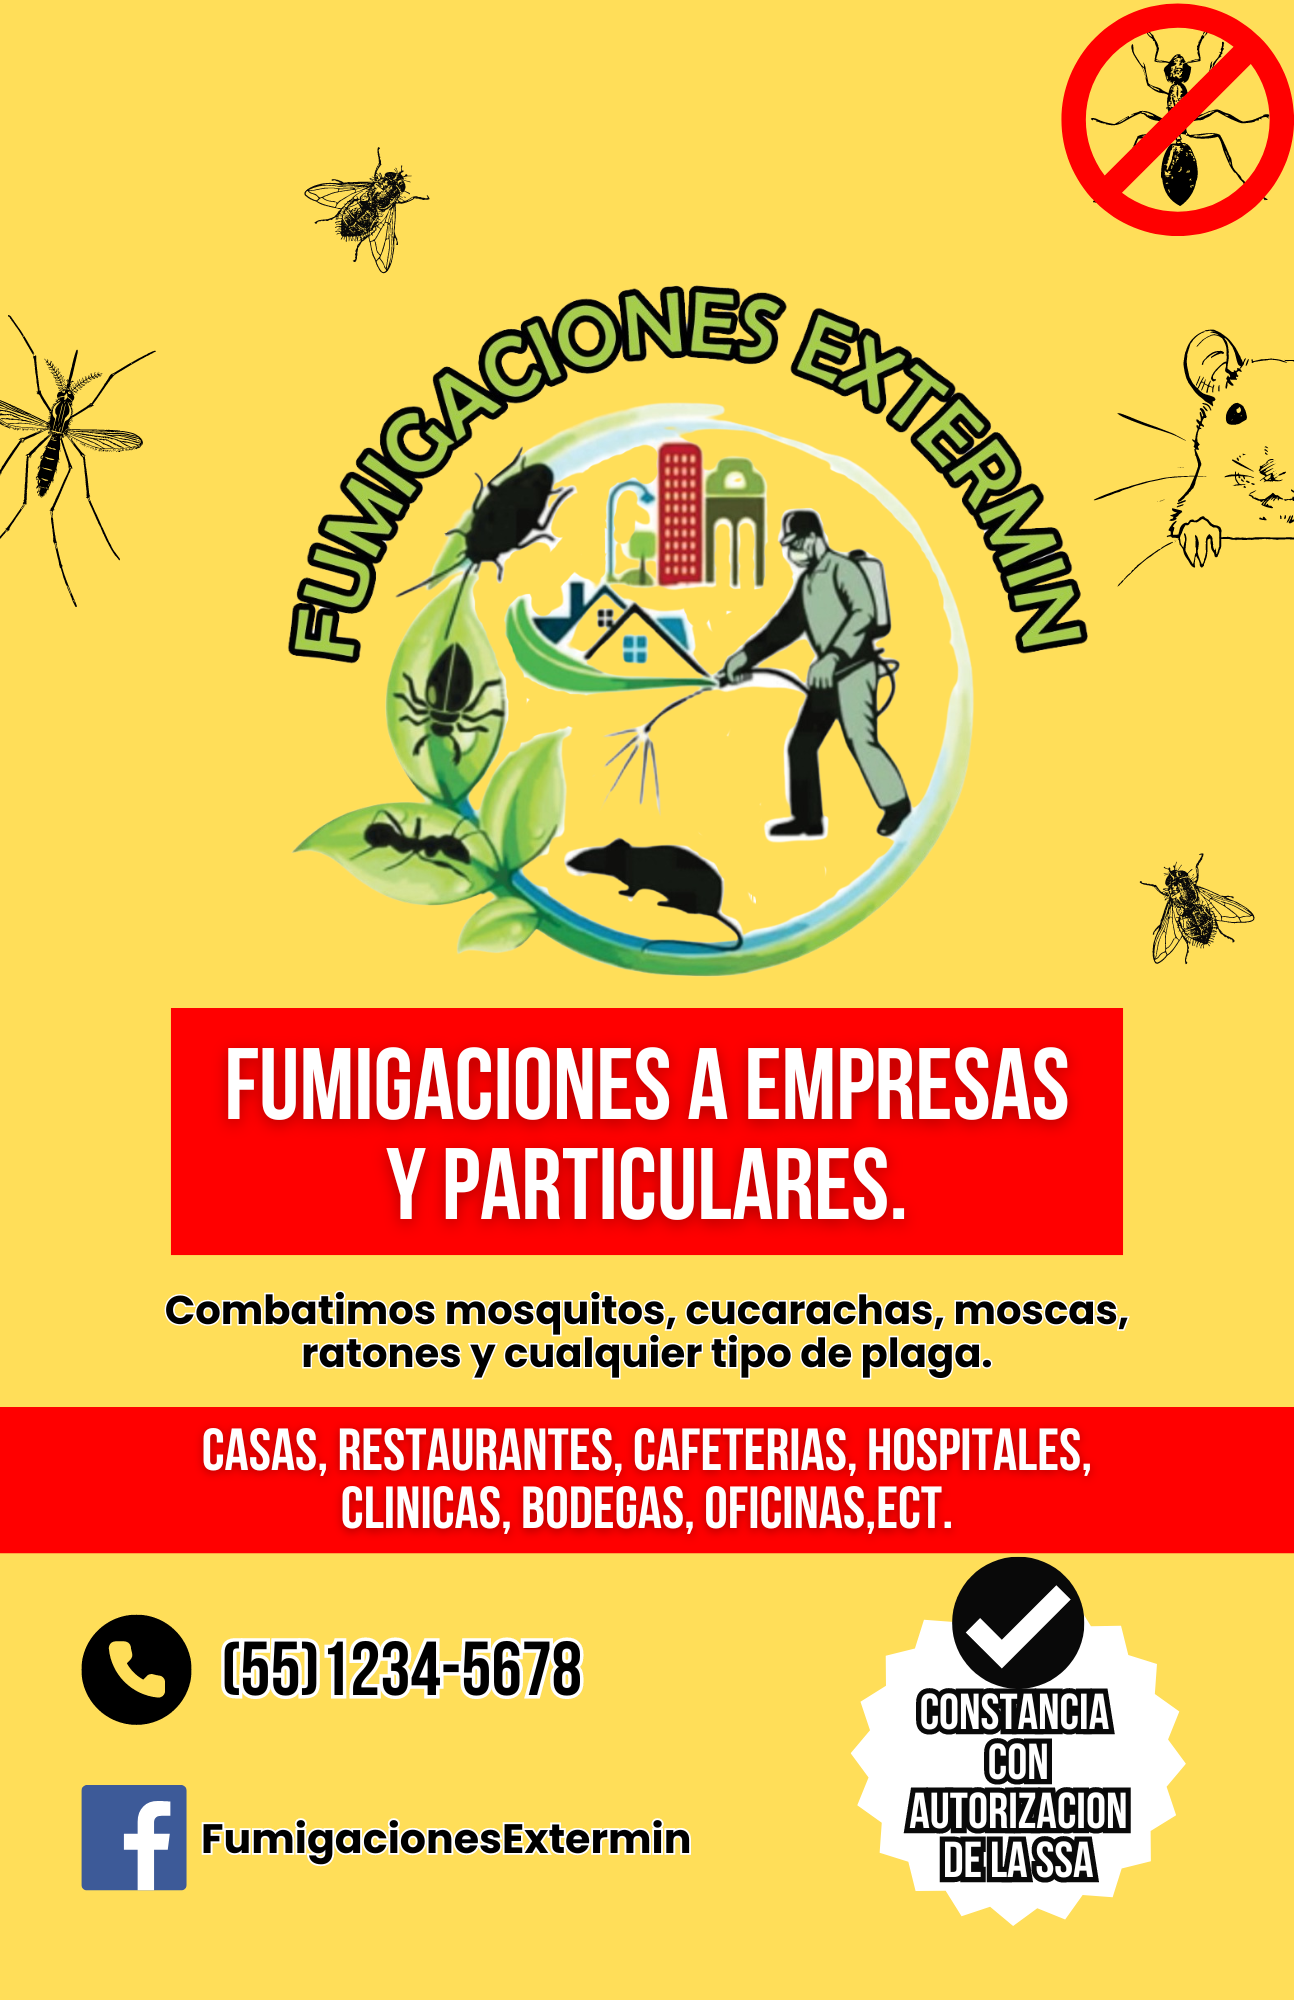 FUMIGACIONES EXTERMIN
FUMIGACIONES A EMPRESAS
Y PARTICULARES.
Combatimos mosquitos, cucarachas, moscas,
ratones y cualquier tipo de plaga.
CASAS, RESTAURANTES, CAFETERIAS, HOSPITALES,
CLINICAS, BODEGAS, OFICINAS,ECT.
(55)1234-5678
FumigacionesExtermin
CONSTANCIA
CON
AUTORIZACION
DE LA SSA